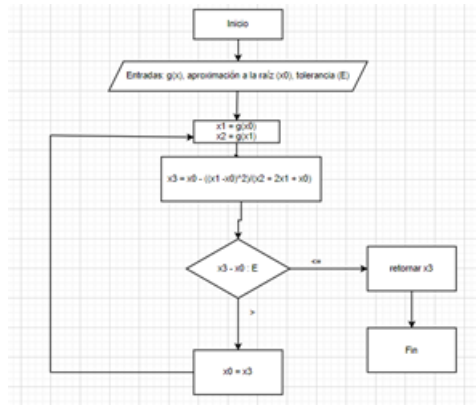 Inicio
Entradas: g(x), aproximación a la raíz (x0), tolerancia (E)
x1 = g(x0)
x2 = g(x1)
x3 = x0 - ((x1 -x0)^2)/(x2 + 2x1 + x0)
x3 - x0 : E
<=
retornar x3
>
Fin
x0 = x3